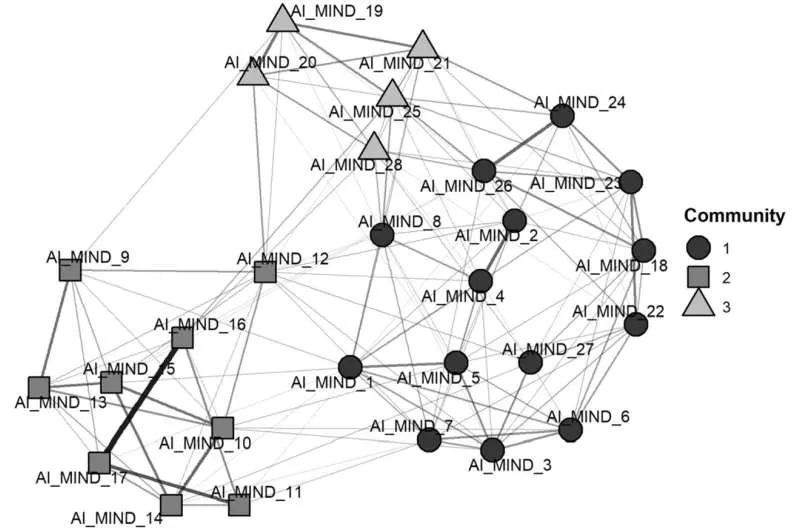 AI_MIND_19
AI_MIND_21
AI_MIND_20
AI_MIND_25
AI_MIND_24
AI_MIND_28
AI_MIND_26
AI_MIND_23
AI_MIND_8
AI_MIND_2
AI_MIND_9
AI_MIND_12
AI_MIND_18
AI_MIND_4
AI_MIND_22
AI_MIND_16
AI_MIND_27
AI_MIND_15
AI_MIND_1
AI_MIND_5
AI_MIND_13
AI_MIND_6
AI_MIND_7
AI_MIND_10
AI_MIND_3
AI_MIND_17
AI_MIND_11
AI_MIND_14
Community
1
2
3